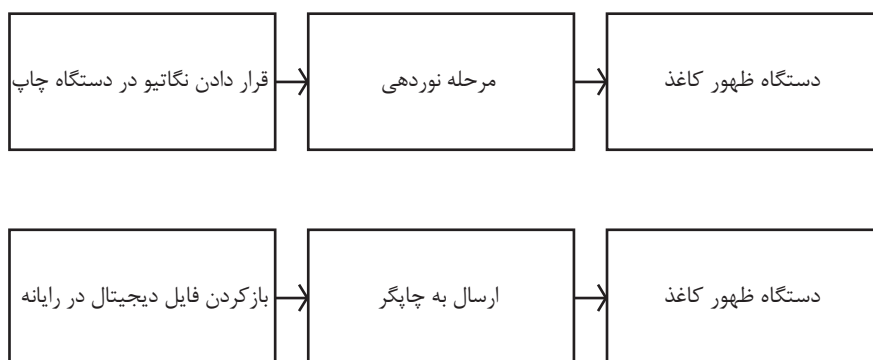 قرار دادن نگاتیو در دستگاه چاپ
مرحله نوردهی
دستگاه ظهور کاغذ
بازکردن فایل دیجیتال در رایانه
ارسال به چاپگر
دستگاه ظهور کاغذ